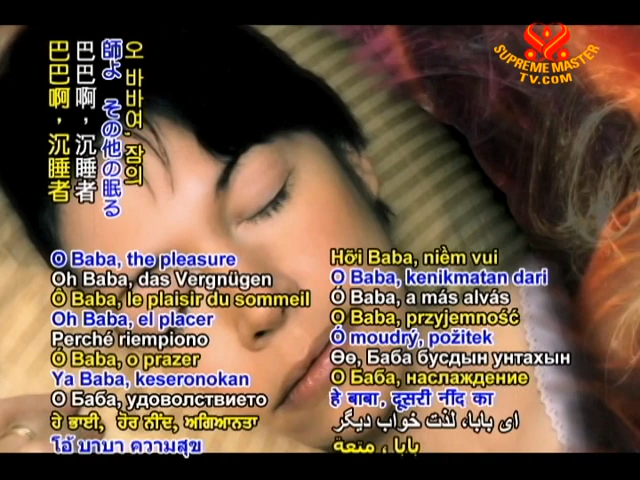 SUPREME MASTER
TV.COM
오 바바여, 잠의
師よ その他の眠る
巴巴啊，沉睡者
巴巴啊，沉睡者
O Baba, the pleasure
Oh Baba, das Vergnügen
Ô Baba, le plaisir du sommeil
Oh Baba, el placer
Perché riempiono
Ó Baba, o prazer
Ya Baba, keseronokan
О Баба, удоволствието
ਹੇ ਭਾਈ, ਹੋਰ ਨੀਂਦ, ਅਗਿਆਨਤਾ
โอ้ บาบา ความสุข
Hỡi Baba, niềm vui
O Baba, kenikmatan dari
Ó Baba, a más alvás
O Baba, przyjemność
Ó moudrý, požitek
Өө, Баба бусдын унтахын
О Баба, наслаждение
हे बाबा, दूसरी नींद का
ای بابا، لذت خواب دیگر
بابا ، متعة